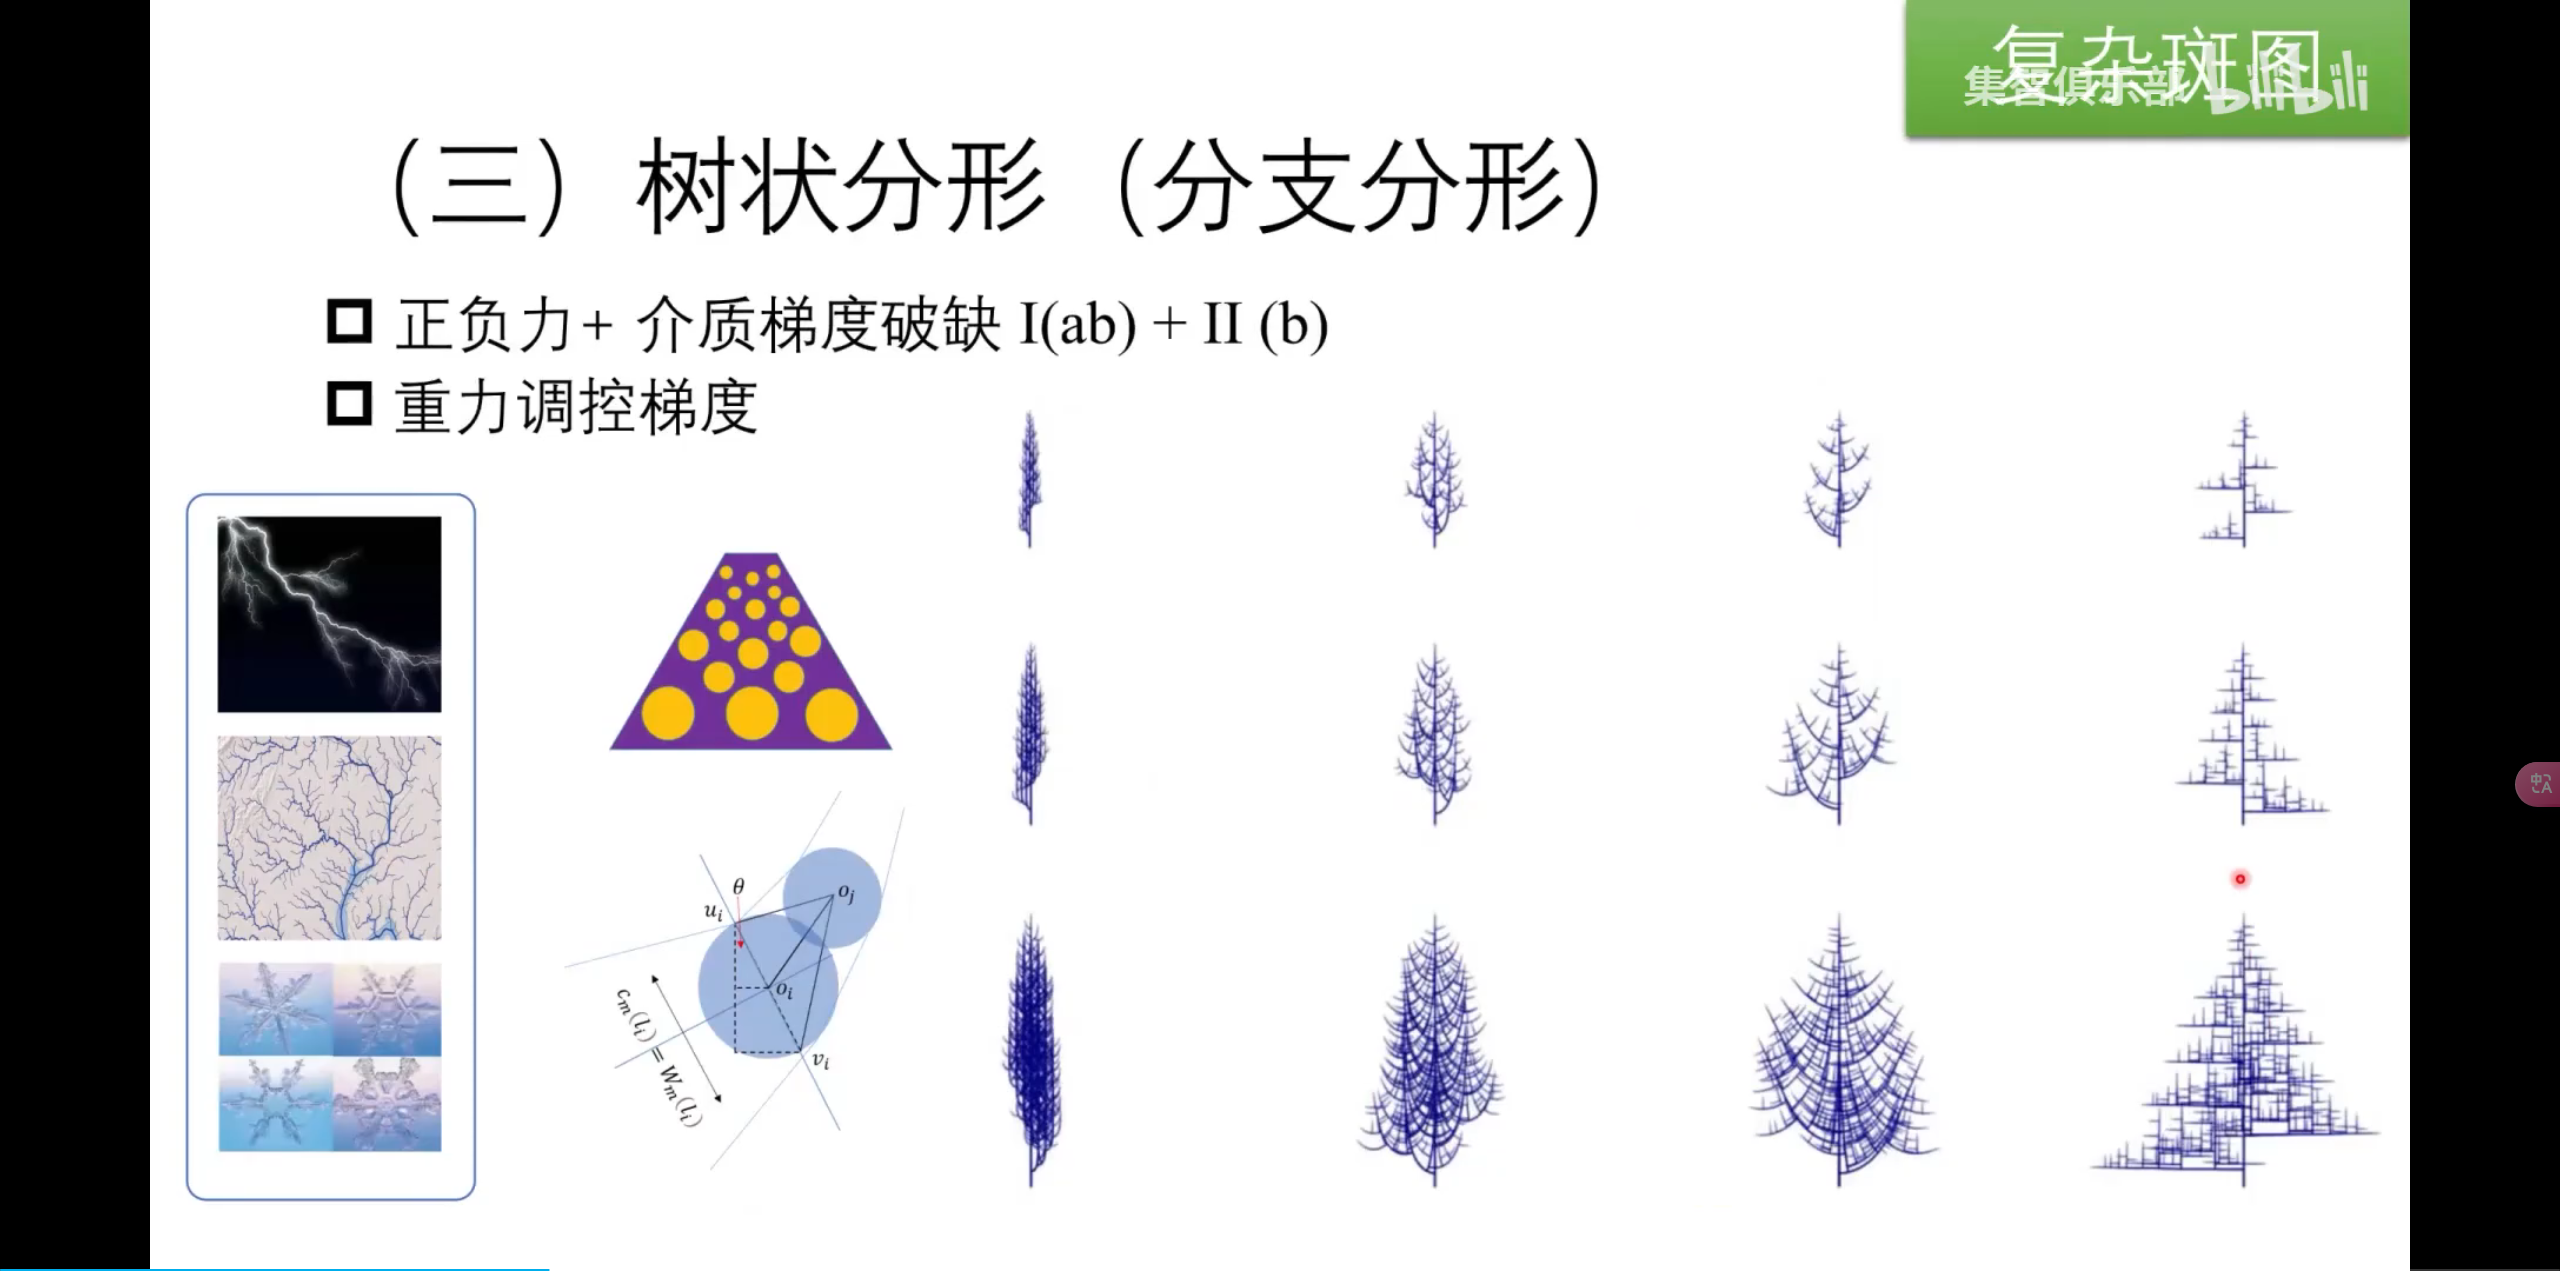 复杂斑图
集智俱乐部 bilibili
（三）树状分形（分支分形）
正负力+ 介质梯度破缺 I(ab) + II (b)
重力调控梯度
θ
u_i
o_j
o_i
v_i
c_m(l_i) = W_m(l_i)
中A